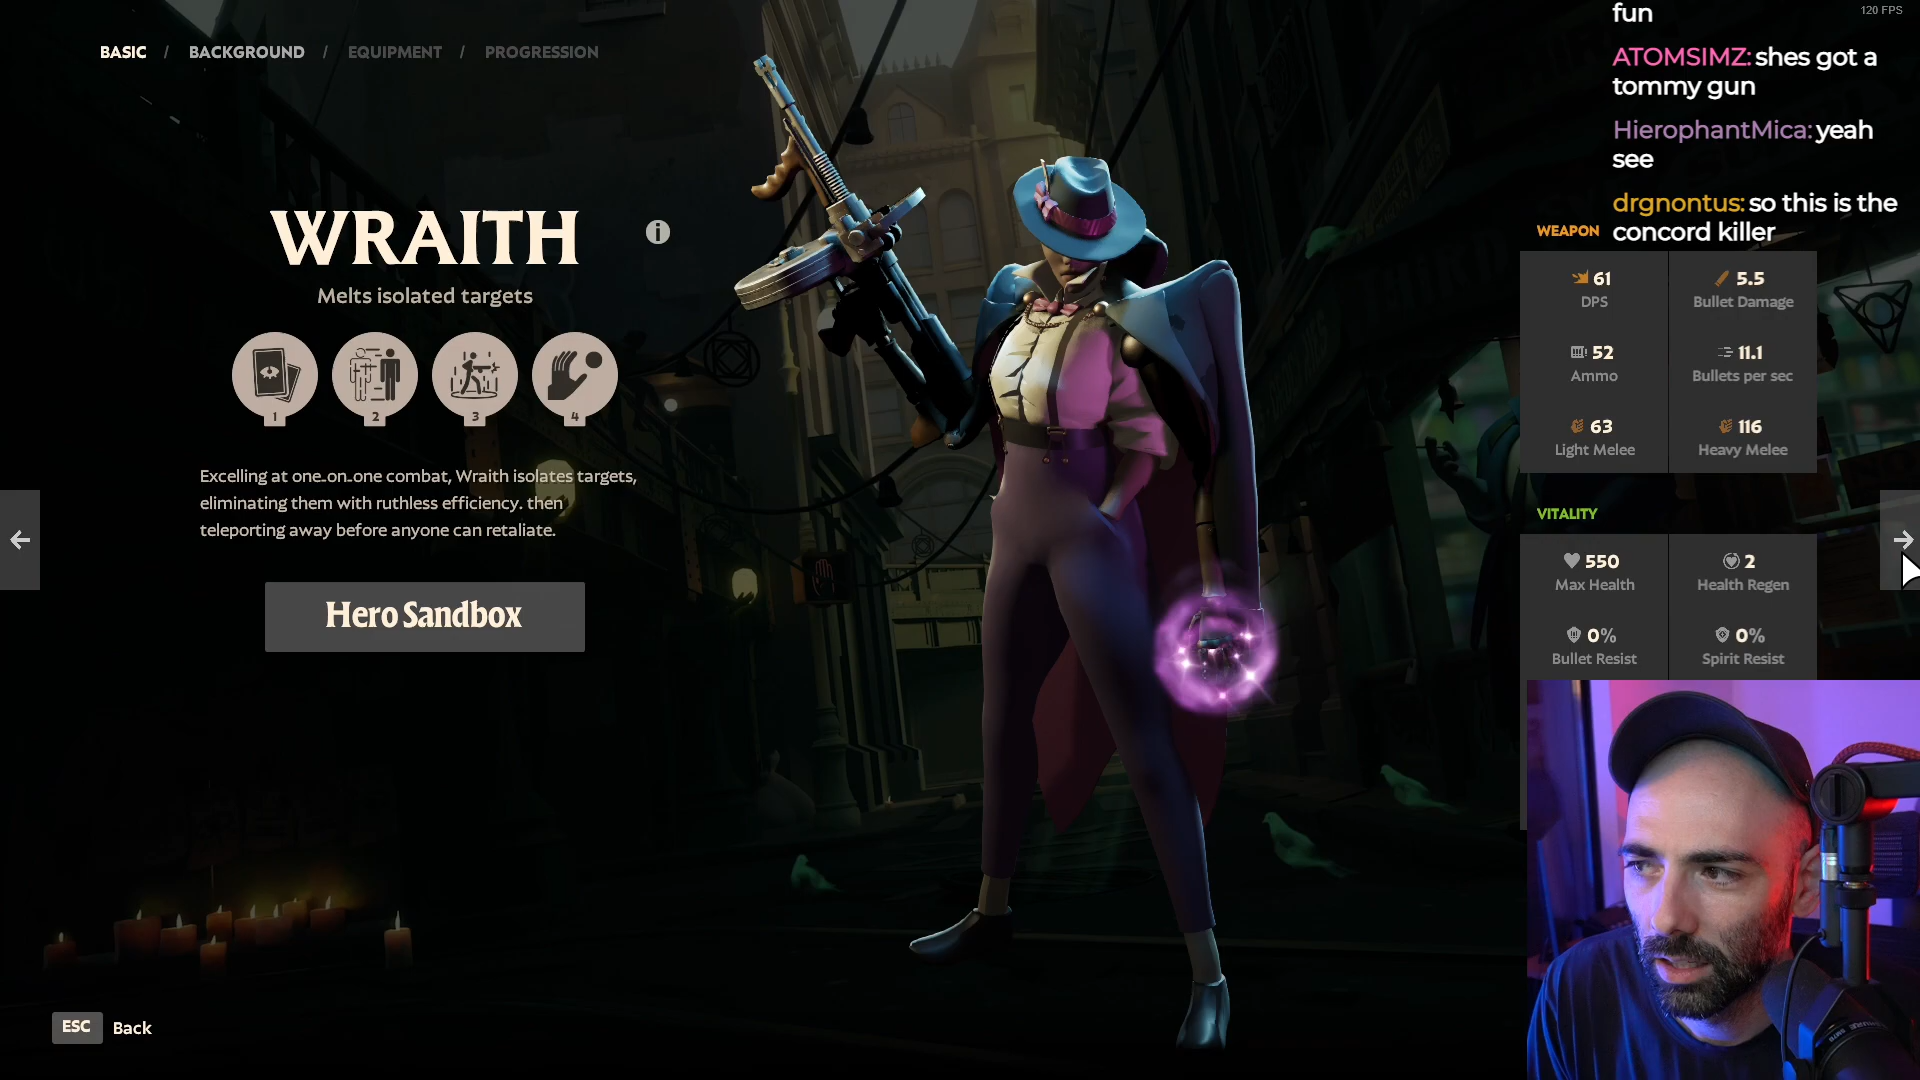 BASIC / BACKGROUND / EQUIPMENT / PROGRESSION
120 FPS
fun
ATOMSIMZ: shes got a
tommy gun
HierophantMica: yeah
see
drgnontus: so this is the
concord killer
WRAITH
i
Melts isolated targets
1 2 3 4
Excelling at one-on-one combat, Wraith isolates targets,
eliminating them with ruthless efficiency. then
teleporting away before anyone can retaliate.
Hero Sandbox
WEAPON
61 5.5
DPS Bullet Damage
52 11.1
Ammo Bullets per sec
63 116
Light Melee Heavy Melee
VITALITY
550 2
Max Health Health Regen
0% 0%
Bullet Resist Spirit Resist
ESC Back